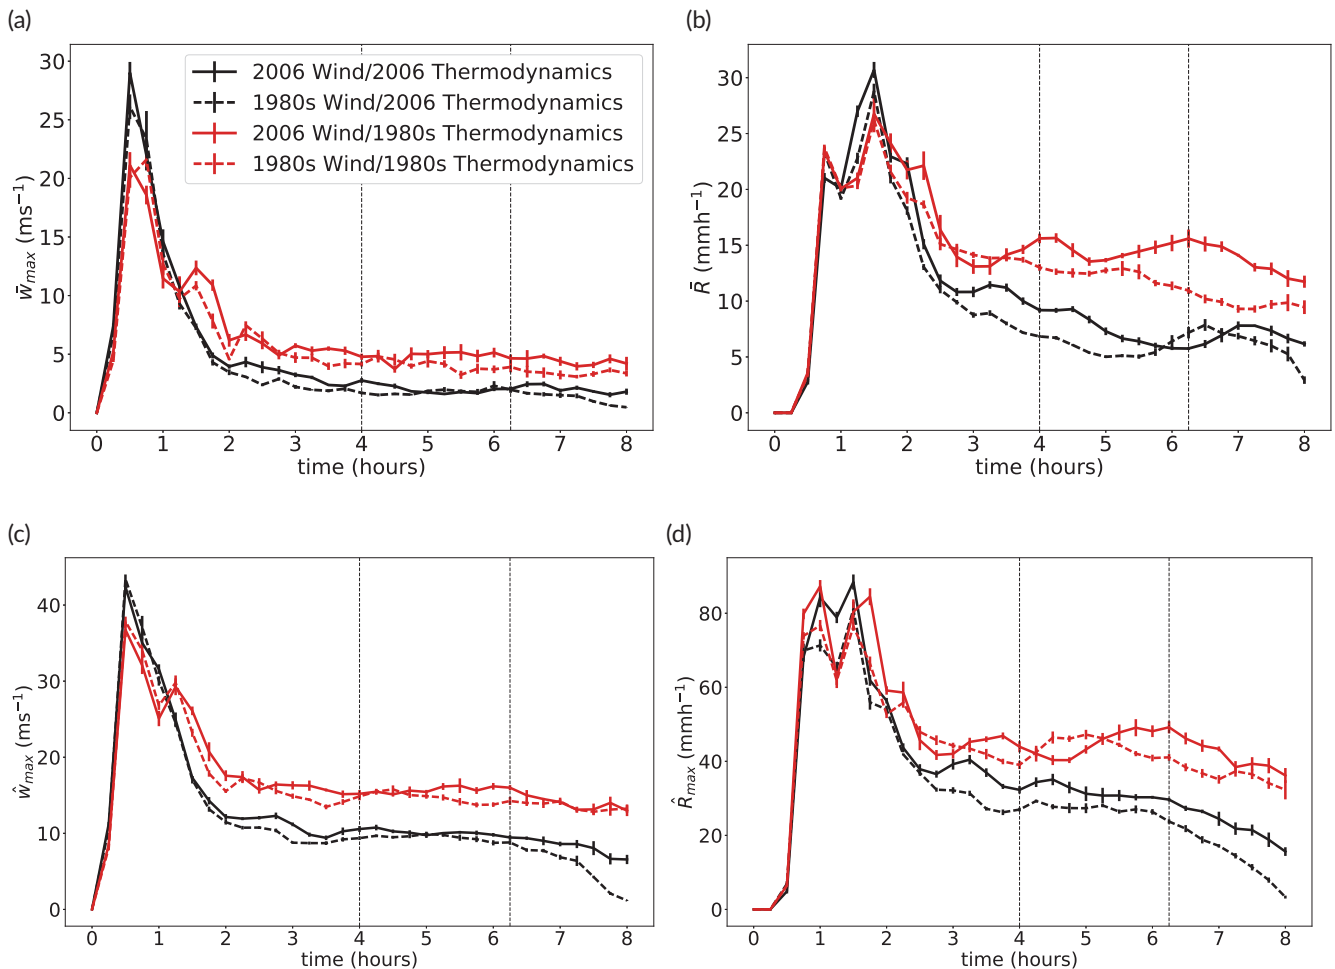 (a)
30
25
20
15
10
5
0
w̄max (ms−1)
2006 Wind/2006 Thermodynamics
1980s Wind/2006 Thermodynamics
2006 Wind/1980s Thermodynamics
1980s Wind/1980s Thermodynamics
0 1 2 3 4 5 6 7 8
time (hours)
(b)
30
25
20
15
10
5
0
R̄ (mmh−1)
0 1 2 3 4 5 6 7 8
time (hours)
(c)
40
30
20
10
0
ŵmax (ms−1)
0 1 2 3 4 5 6 7 8
time (hours)
(d)
80
60
40
20
0
R̂max (mmh−1)
0 1 2 3 4 5 6 7 8
time (hours)